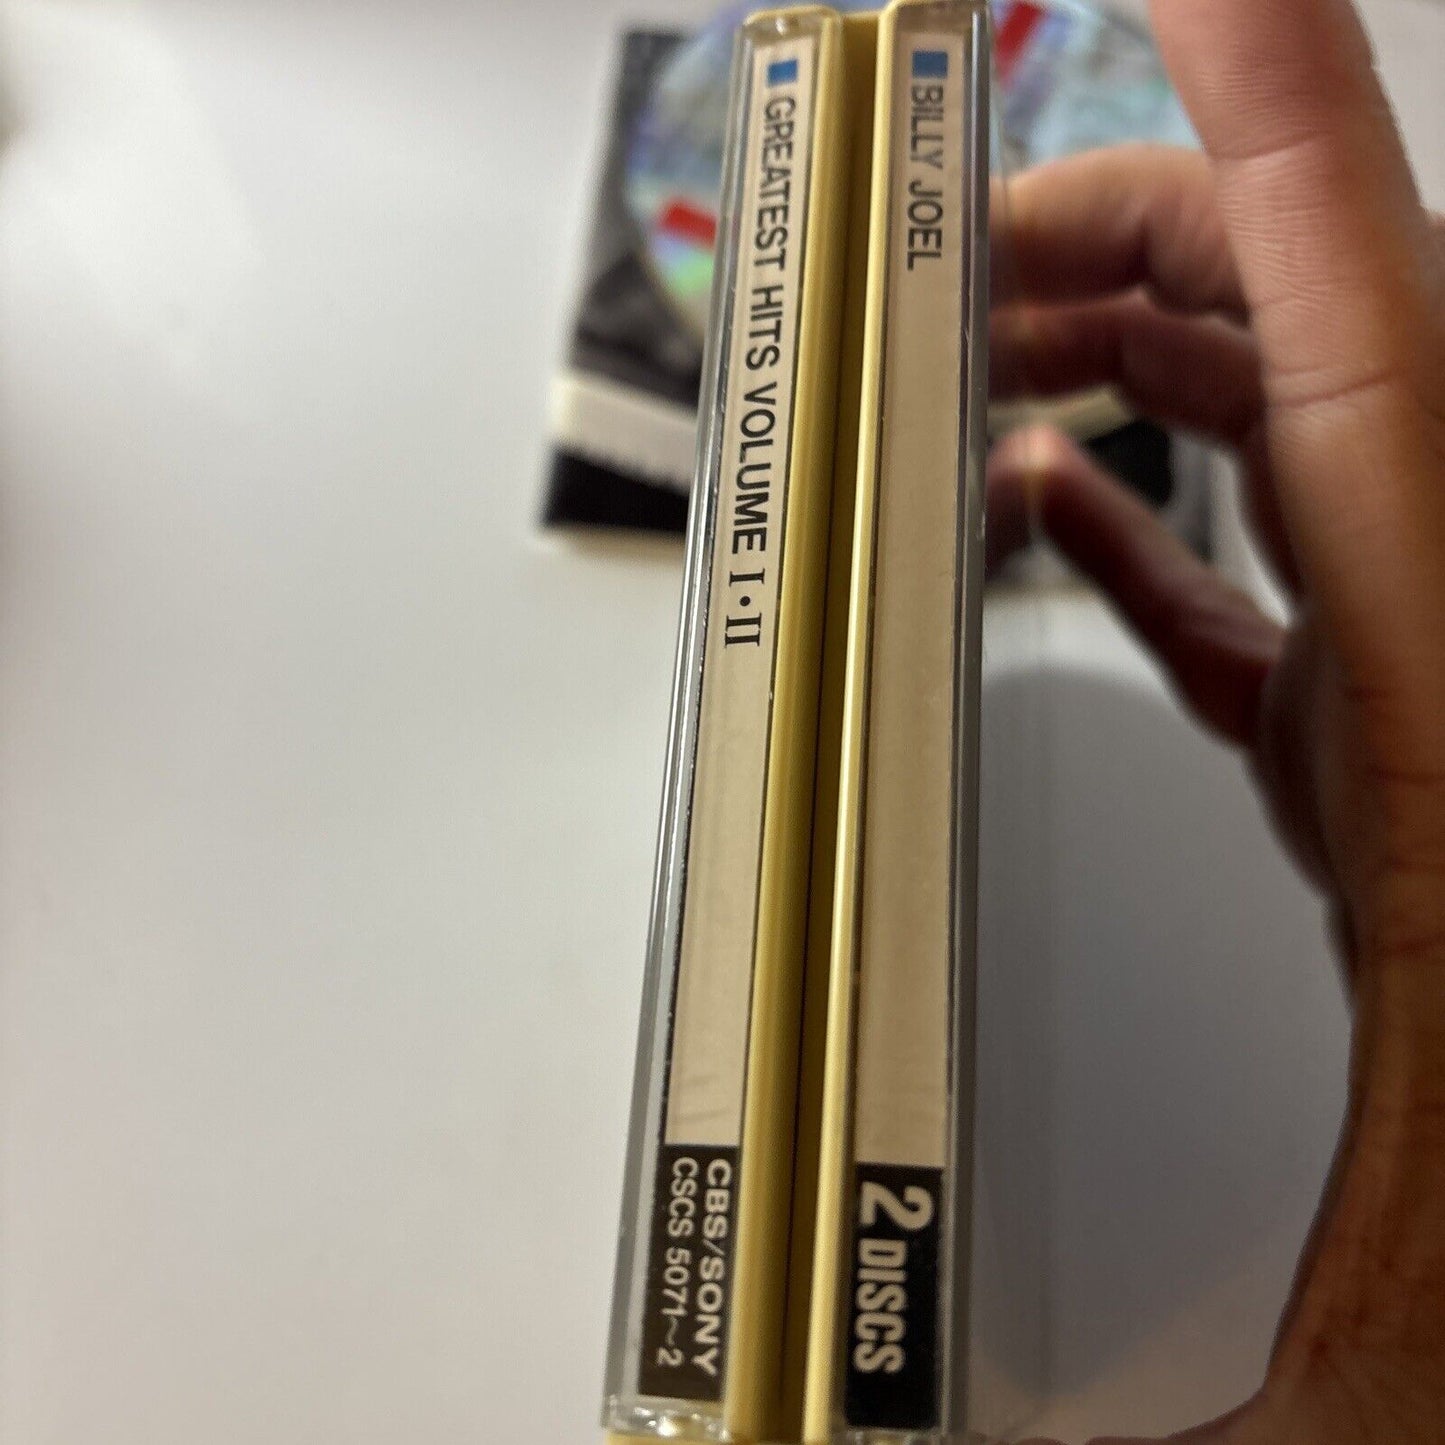 BILLY JOEL
2 DISCS
GREATEST HITS VOLUME I・II
CBS/SONY
CSCS 5071~2